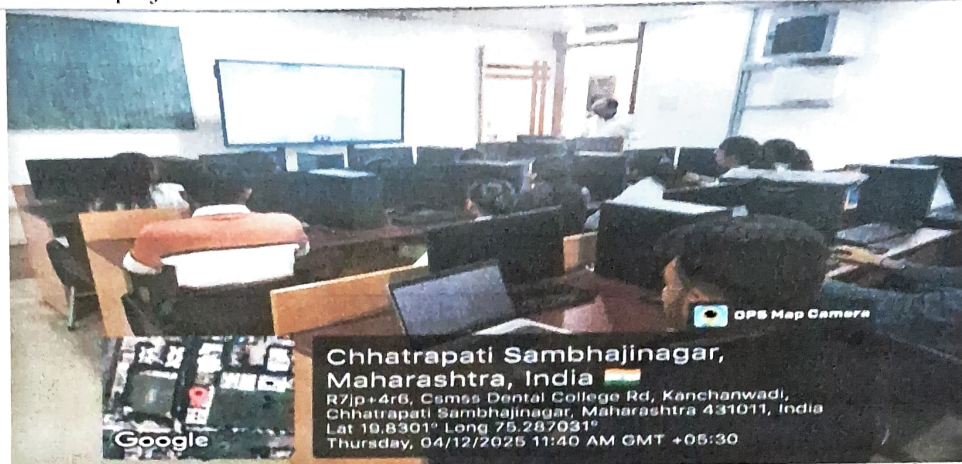 GPS Map Camera
Chhatrapati Sambhajinagar,
Maharashtra, India
R7jp+4r6, Csmss Dental College Rd, Kanchanwadi,
Chhatrapati Sambhajinagar, Maharashtra 431011, India
Lat 19.8301° Long 75.287031°
Thursday, 04/12/2025 11:40 AM GMT +05:30
Google